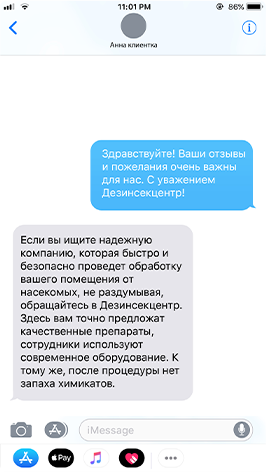 11:01 PM
86%
Анна клиентка
Здравствуйте! Ваши отзывы
и пожелания очень важны
для нас. С уважением
Дезинсекцентр!
Если вы ищите надежную
компанию, которая быстро и
безопасно проведет обработку
вашего помещения от
насекомых, не раздумывая,
обращайтесь в Дезинсекцентр.
Здесь вам точно предложат
качественные препараты,
сотрудники используют
современное оборудование. К
тому же, после процедуры нет
запаха химикатов.
iMessage
Pay